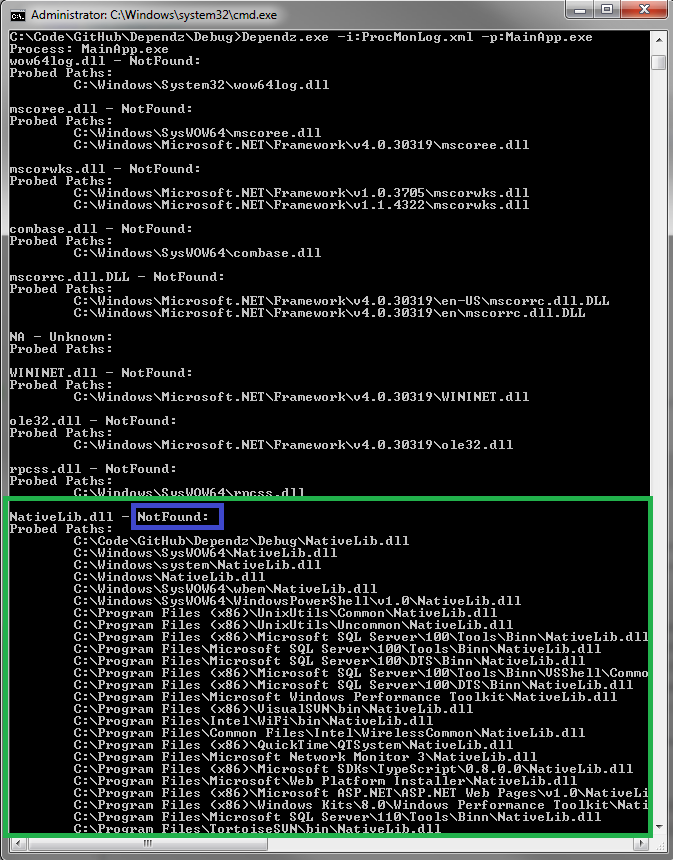 Administrator: C:\Windows\system32\cmd.exe
C:\Code\GitHub\Dependz\Debug>Dependz.exe -i:ProcMonLog.xml -p:MainApp.exe
Process: MainApp.exe
wow64log.dll - NotFound:
Probed Paths:
C:\Windows\System32\wow64log.dll
mscoree.dll - NotFound:
Probed Paths:
C:\Windows\SysWOW64\mscoree.dll
C:\Windows\Microsoft.NET\Framework\v4.0.30319\mscoree.dll
mscorwks.dll - NotFound:
Probed Paths:
C:\Windows\Microsoft.NET\Framework\v1.0.3705\mscorwks.dll
C:\Windows\Microsoft.NET\Framework\v1.1.4322\mscorwks.dll
combase.dll - NotFound:
Probed Paths:
C:\Windows\SysWOW64\combase.dll
mscorrc.dll.DLL - NotFound:
Probed Paths:
C:\Windows\Microsoft.NET\Framework\v4.0.30319\en-US\mscorrc.dll.DLL
C:\Windows\Microsoft.NET\Framework\v4.0.30319\en\mscorrc.dll.DLL
NA - Unknown:
Probed Paths:
WININET.dll - NotFound:
Probed Paths:
C:\Windows\Microsoft.NET\Framework\v4.0.30319\WININET.dll
ole32.dll - NotFound:
Probed Paths:
C:\Windows\Microsoft.NET\Framework\v4.0.30319\ole32.dll
rpcss.dll - NotFound:
Probed Paths:
C:\Windows\SysWOW64\rpcss.dll
NativeLib.dll - NotFound:
Probed Paths:
C:\Code\GitHub\Dependz\Debug\NativeLib.dll
C:\Windows\SysWOW64\NativeLib.dll
C:\Windows\system\NativeLib.dll
C:\Windows\NativeLib.dll
C:\Windows\SysWOW64\wbem\NativeLib.dll
C:\Windows\SysWOW64\WindowsPowerShell\v1.0\NativeLib.dll
C:\Program Files (x86)\UnixUtils\Common\NativeLib.dll
C:\Program Files (x86)\UnixUtils\Uncommon\NativeLib.dll
C:\Program Files (x86)\Microsoft SQL Server\100\Tools\Binn\NativeLib.dll
C:\Program Files\Microsoft SQL Server\100\Tools\Binn\NativeLib.dll
C:\Program Files\Microsoft SQL Server\100\DTS\Binn\NativeLib.dll
C:\Program Files (x86)\Microsoft SQL Server\100\Tools\Binn\VSShell\Commo
C:\Program Files (x86)\Microsoft SQL Server\100\DTS\Binn\NativeLib.dll
C:\Program Files\Microsoft Windows Performance Toolkit\NativeLib.dll
C:\Program Files (x86)\VisualSVN\bin\NativeLib.dll
C:\Program Files\Intel\WiFi\bin\NativeLib.dll
C:\Program Files\Common Files\Intel\WirelessCommon\NativeLib.dll
C:\Program Files (x86)\QuickTime\QTSystem\NativeLib.dll
C:\Program Files\Microsoft Network Monitor 3\NativeLib.dll
C:\Program Files (x86)\Microsoft SDKs\TypeScript\0.8.0.0\NativeLib.dll
C:\Program Files\Microsoft\Web Platform Installer\NativeLib.dll
C:\Program Files (x86)\Microsoft ASP.NET\ASP.NET Web Pages\v1.0\NativeLi
C:\Program Files (x86)\Windows Kits\8.0\Windows Performance Toolkit\Nati
C:\Program Files\Microsoft SQL Server\110\Tools\Binn\NativeLib.dll
C:\Program Files\TortoiseSVN\bin\NativeLib.dll